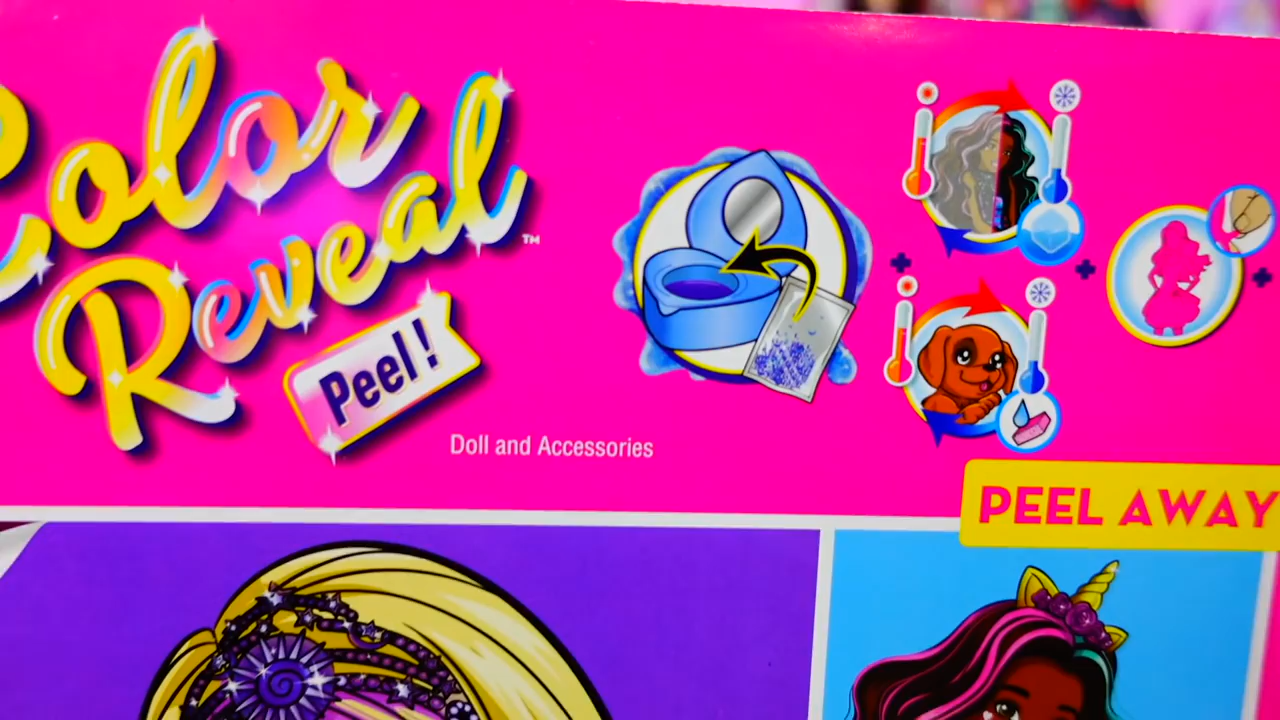 Color
Reveal™
Peel!
Doll and Accessories
PEEL AWAY